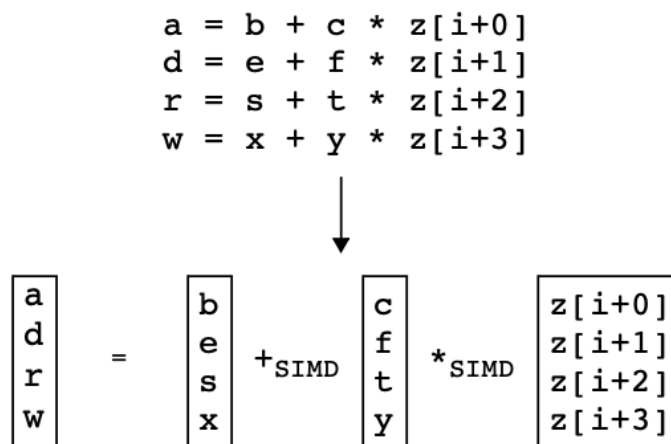 a = b + c * z[i+0]
d = e + f * z[i+1]
r = s + t * z[i+2]
w = x + y * z[i+3]
a b c z[i+0]
d e f z[i+1]
= +SIMD *SIMD
r s t z[i+2]
w x y z[i+3]